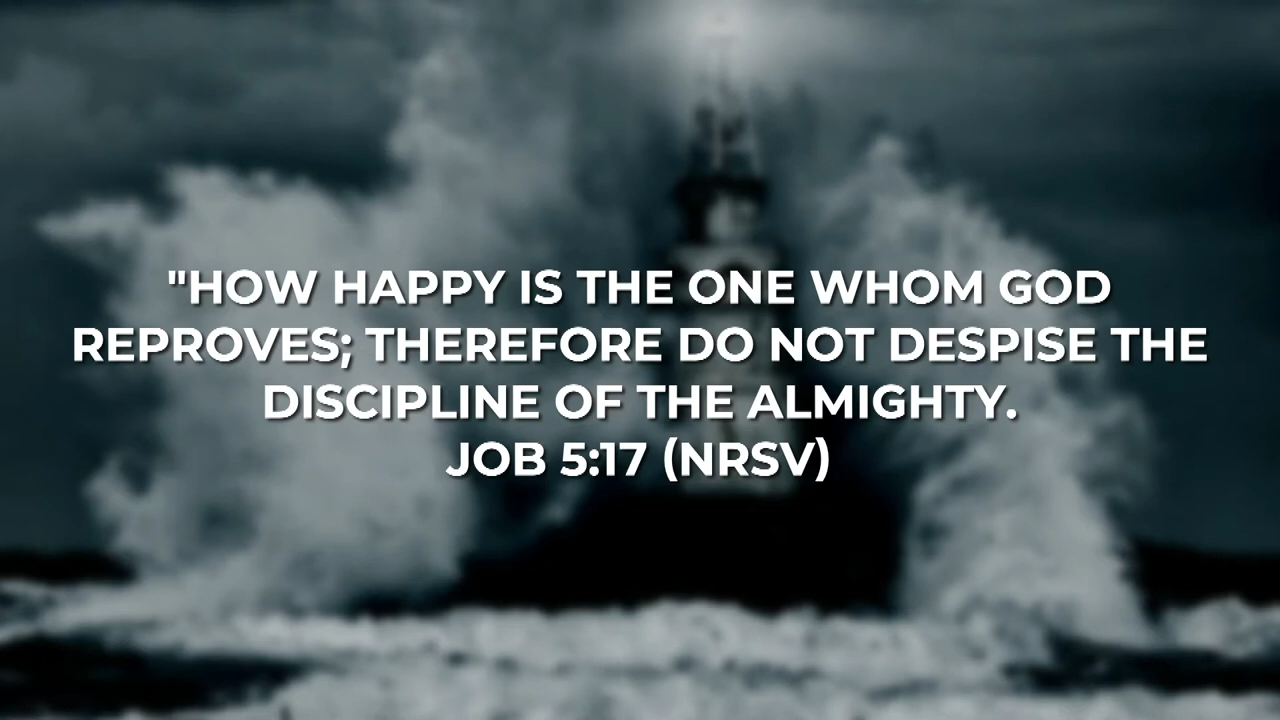 "HOW HAPPY IS THE ONE WHOM GOD
REPROVES; THEREFORE DO NOT DESPISE THE
DISCIPLINE OF THE ALMIGHTY.
JOB 5:17 (NRSV)